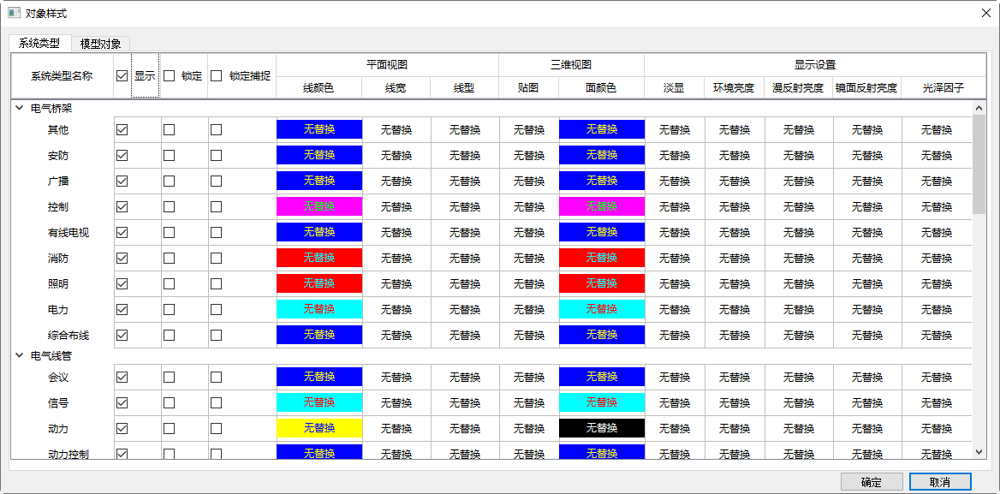 对象样式
系统类型 模型对象
平面视图 三维视图 显示设置
系统类型名称 显示 锁定 锁定捕捉
线颜色 线宽 线型 贴图 面颜色 淡显 环境亮度 漫反射亮度 镜面反射亮度 光泽因子
电气桥架
其他 无替换 无替换 无替换 无替换 无替换 无替换 无替换 无替换 无替换 无替换
安防 无替换 无替换 无替换 无替换 无替换 无替换 无替换 无替换 无替换 无替换
广播 无替换 无替换 无替换 无替换 无替换 无替换 无替换 无替换 无替换 无替换
控制 无替换 无替换 无替换 无替换 无替换 无替换 无替换 无替换 无替换 无替换
有线电视 无替换 无替换 无替换 无替换 无替换 无替换 无替换 无替换 无替换 无替换
消防 无替换 无替换 无替换 无替换 无替换 无替换 无替换 无替换 无替换 无替换
照明 无替换 无替换 无替换 无替换 无替换 无替换 无替换 无替换 无替换 无替换
电力 无替换 无替换 无替换 无替换 无替换 无替换 无替换 无替换 无替换 无替换
综合布线 无替换 无替换 无替换 无替换 无替换 无替换 无替换 无替换 无替换 无替换
电气线管
会议 无替换 无替换 无替换 无替换 无替换 无替换 无替换 无替换 无替换 无替换
信号 无替换 无替换 无替换 无替换 无替换 无替换 无替换 无替换 无替换 无替换
动力 无替换 无替换 无替换 无替换 无替换 无替换 无替换 无替换 无替换 无替换
动力控制 无替换 无替换 无替换 无替换 无替换 无替换 无替换 无替换 无替换 无替换
确定 取消